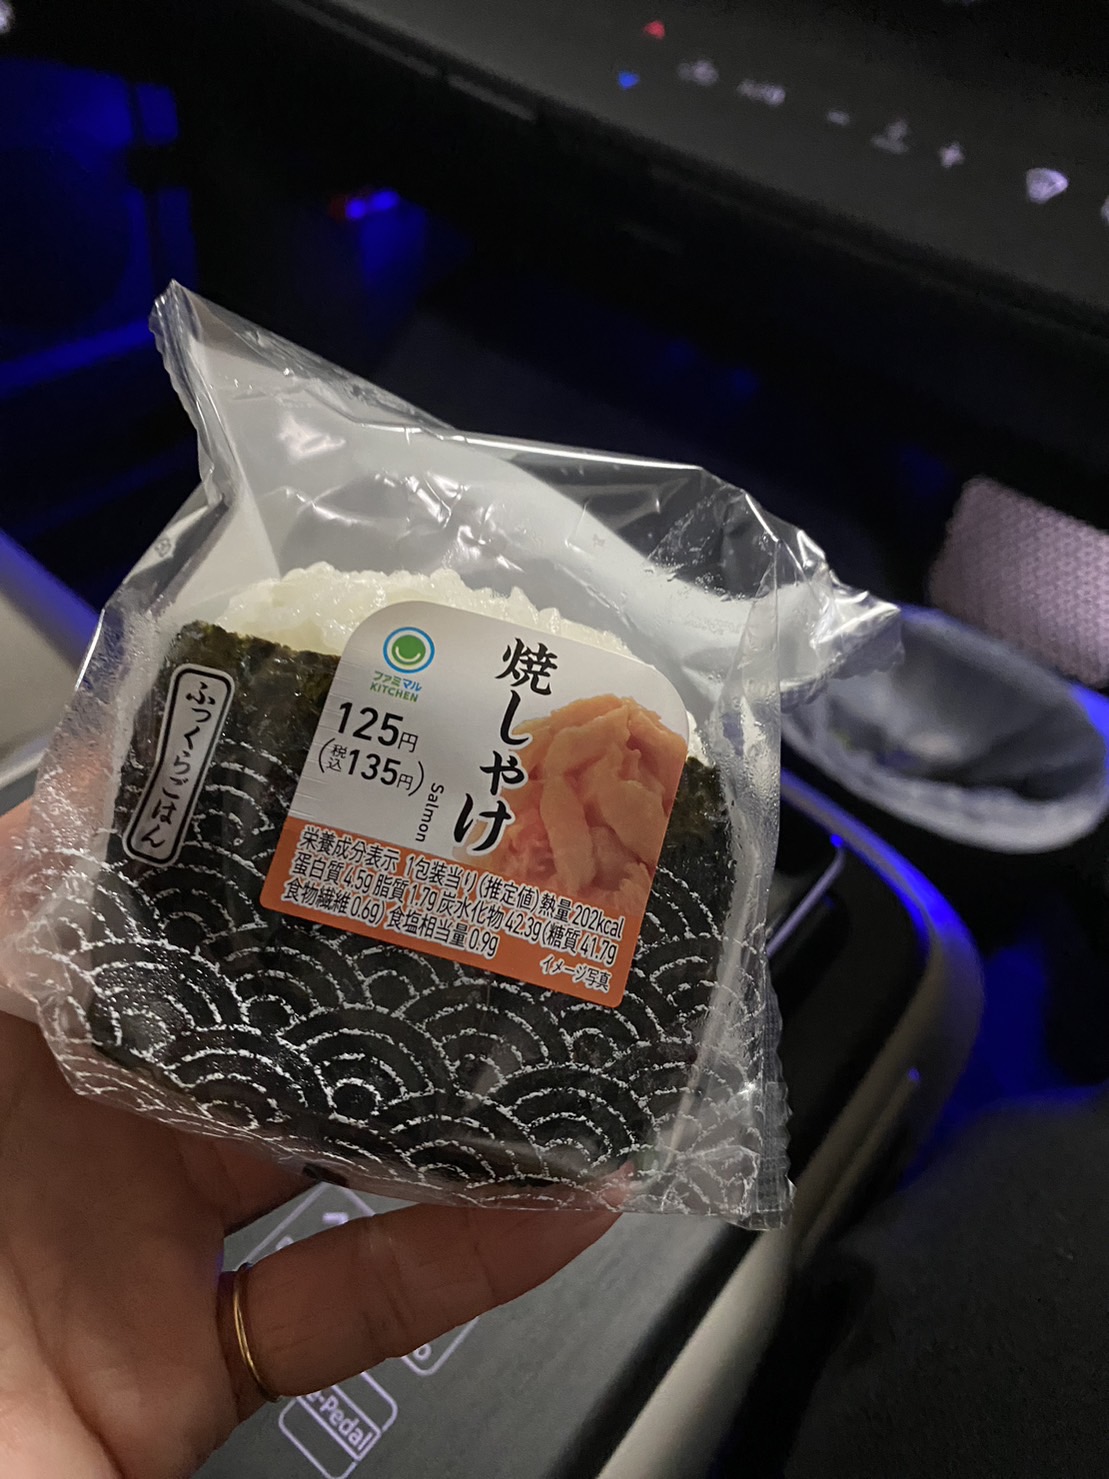 ファミマル
KITCHEN
焼しゃけ
Salmon
125円
(税込135円)
ふっくらごはん
栄養成分表示 1包装当り(推定値)熱量202kcal
蛋白質4.5g 脂質1.7g 炭水化物42.3g(糖質41.7g
食物繊維0.6g) 食塩相当量0.9g
イメージ写真
e-Pedal